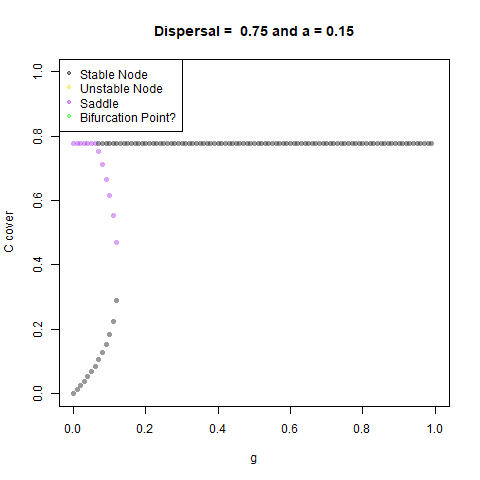 Dispersal =  0.75 and a = 0.15
Stable Node
Unstable Node
Saddle
Bifurcation Point?
C cover
1.0
0.8
0.6
0.4
0.2
0.0
0.0 0.2 0.4 0.6 0.8 1.0
g